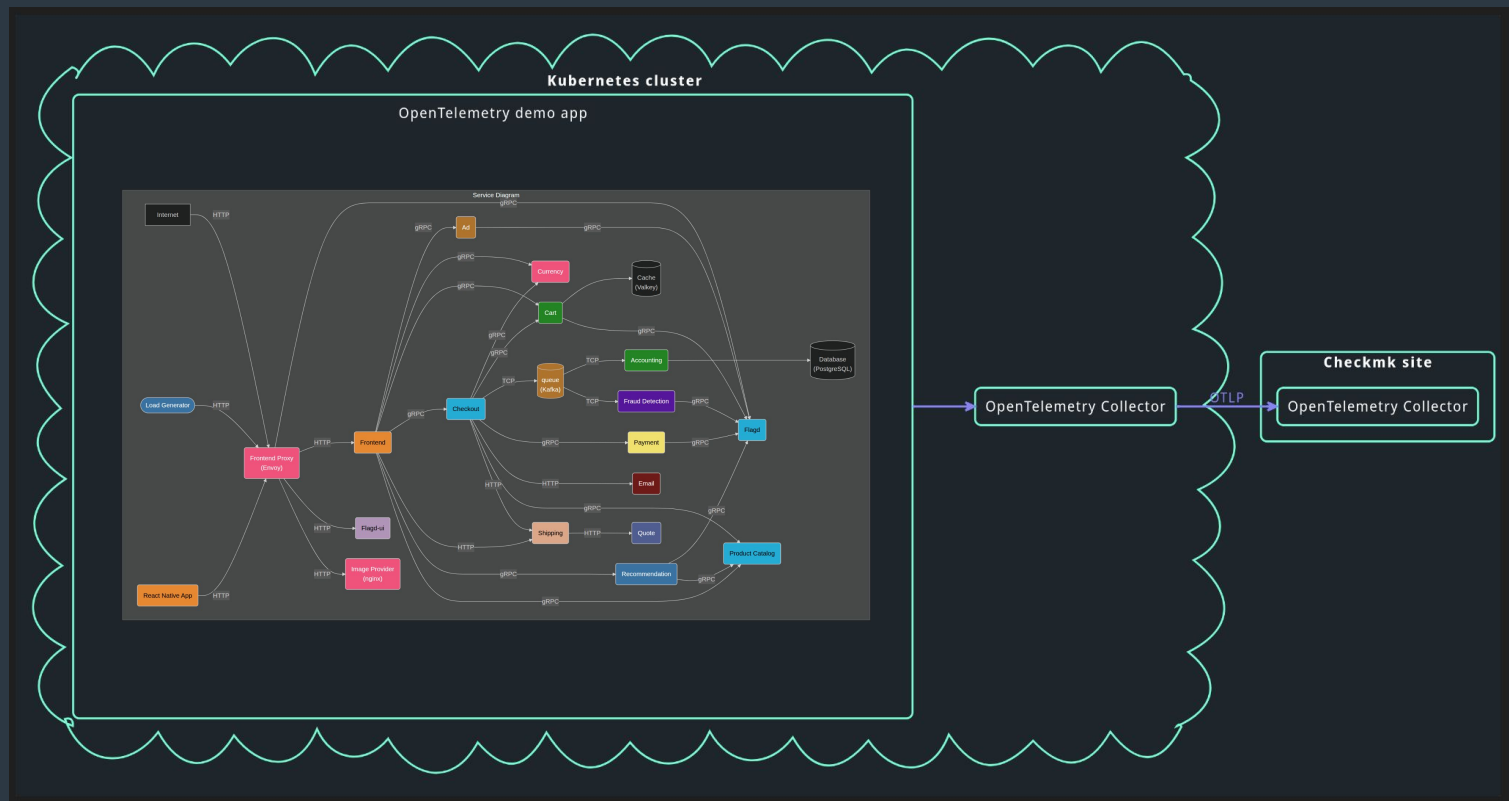 Kubernetes cluster
OpenTelemetry demo app
Service Diagram
gRPC
Internet
HTTP
Ad
gRPC
gRPC
gRPC
Currency
gRPC
Cache
(Valkey)
Cart
gRPC
gRPC
gRPC
TCP
Accounting
Database
(PostgreSQL)
queue
(Kafka)
TCP
TCP
Fraud Detection
gRPC
Load Generator
HTTP
Checkout
gRPC
Flagd
HTTP
Frontend
gRPC
Payment
gRPC
Frontend Proxy
(Envoy)
HTTP
HTTP
Email
gRPC
gRPC
HTTP
Flagd-ui
Shipping
HTTP
Quote
HTTP
Product Catalog
HTTP
Image Provider
(nginx)
gRPC
Recommendation
gRPC
React Native App
HTTP
gRPC
OpenTelemetry Collector
OTLP
Checkmk site
OpenTelemetry Collector